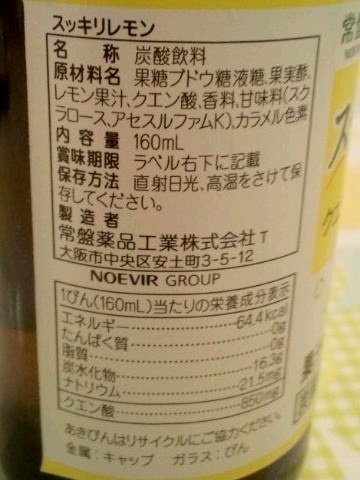 スッキリレモン
名称 炭酸飲料
原材料名 果糖ブドウ糖液糖、果実酢、
レモン果汁、クエン酸、香料、甘味料(スク
ラロース、アセスルファムK)、カラメル色素
内容量 160mL
賞味期限 ラベル右下に記載
保存方法 直射日光、高温をさけて保
存してください。
製造者
常盤薬品工業株式会社T
大阪市中央区安土町3-5-12
NOEVIR GROUP
1びん(160mL)当たりの栄養成分表示
エネルギー 64.4kcal
たんぱく質 0g
脂質 0g
炭水化物 16.3g
ナトリウム 21.5mg
クエン酸 850mg
あきびんはリサイクルにご協力ください。
金属:キャップ ガラス:びん
常盤